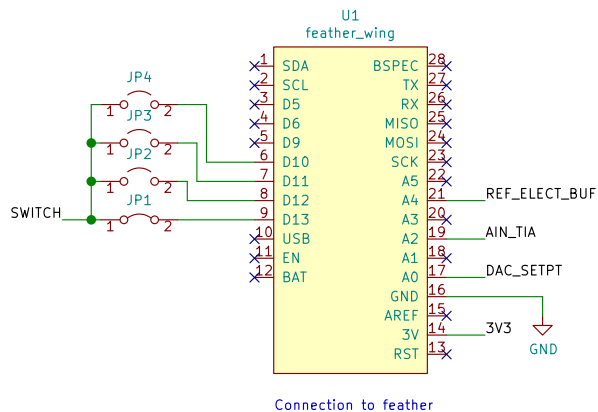 U1
feather_wing
1 SDA BSPEC 28
2 SCL TX 27
JP4
1 2 3 D5 RX 26
JP3
4 D6 MISO 25
1 2 5 D9 MOSI 24
JP2
6 D10 SCK 23
1 2 7 D11 A5 22
JP1
8 D12 A4 21 REF_ELECT_BUF
SWITCH 1 2 9 D13 A3 20
10 USB A2 19 AIN_TIA
11 EN A1 18
12 BAT A0 17 DAC_SETPT
GND 16
AREF 15
3V 14 3V3
GND
RST 13
Connection to feather